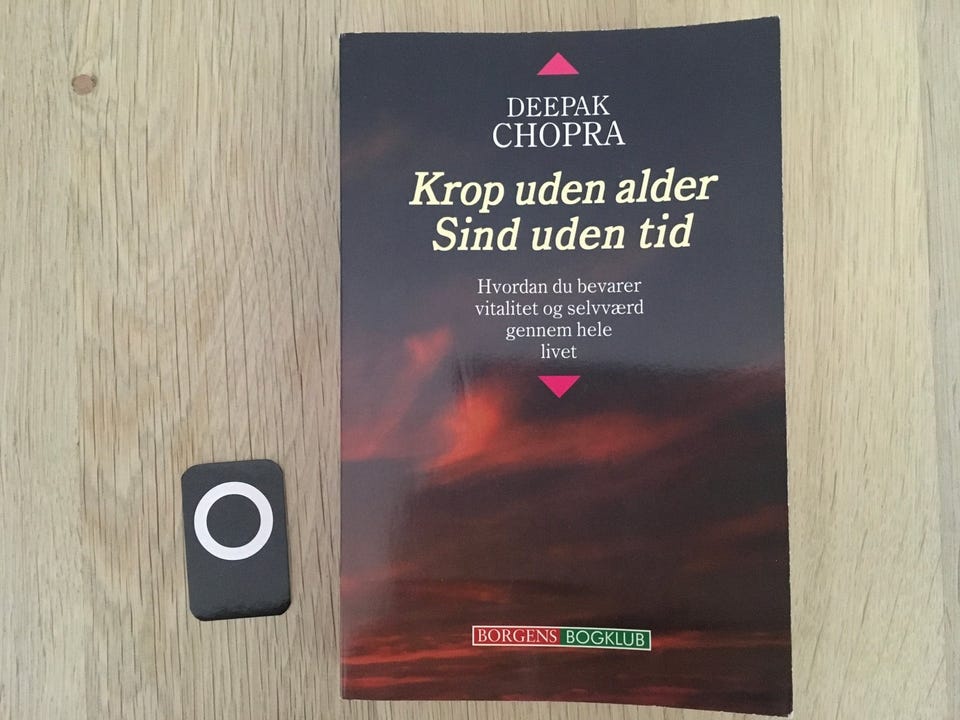 DEEPAK
CHOPRA
Krop uden alder
Sind uden tid
Hvordan du bevarer
vitalitet og selvværd
gennem hele
livet
BORGENS BOGKLUB